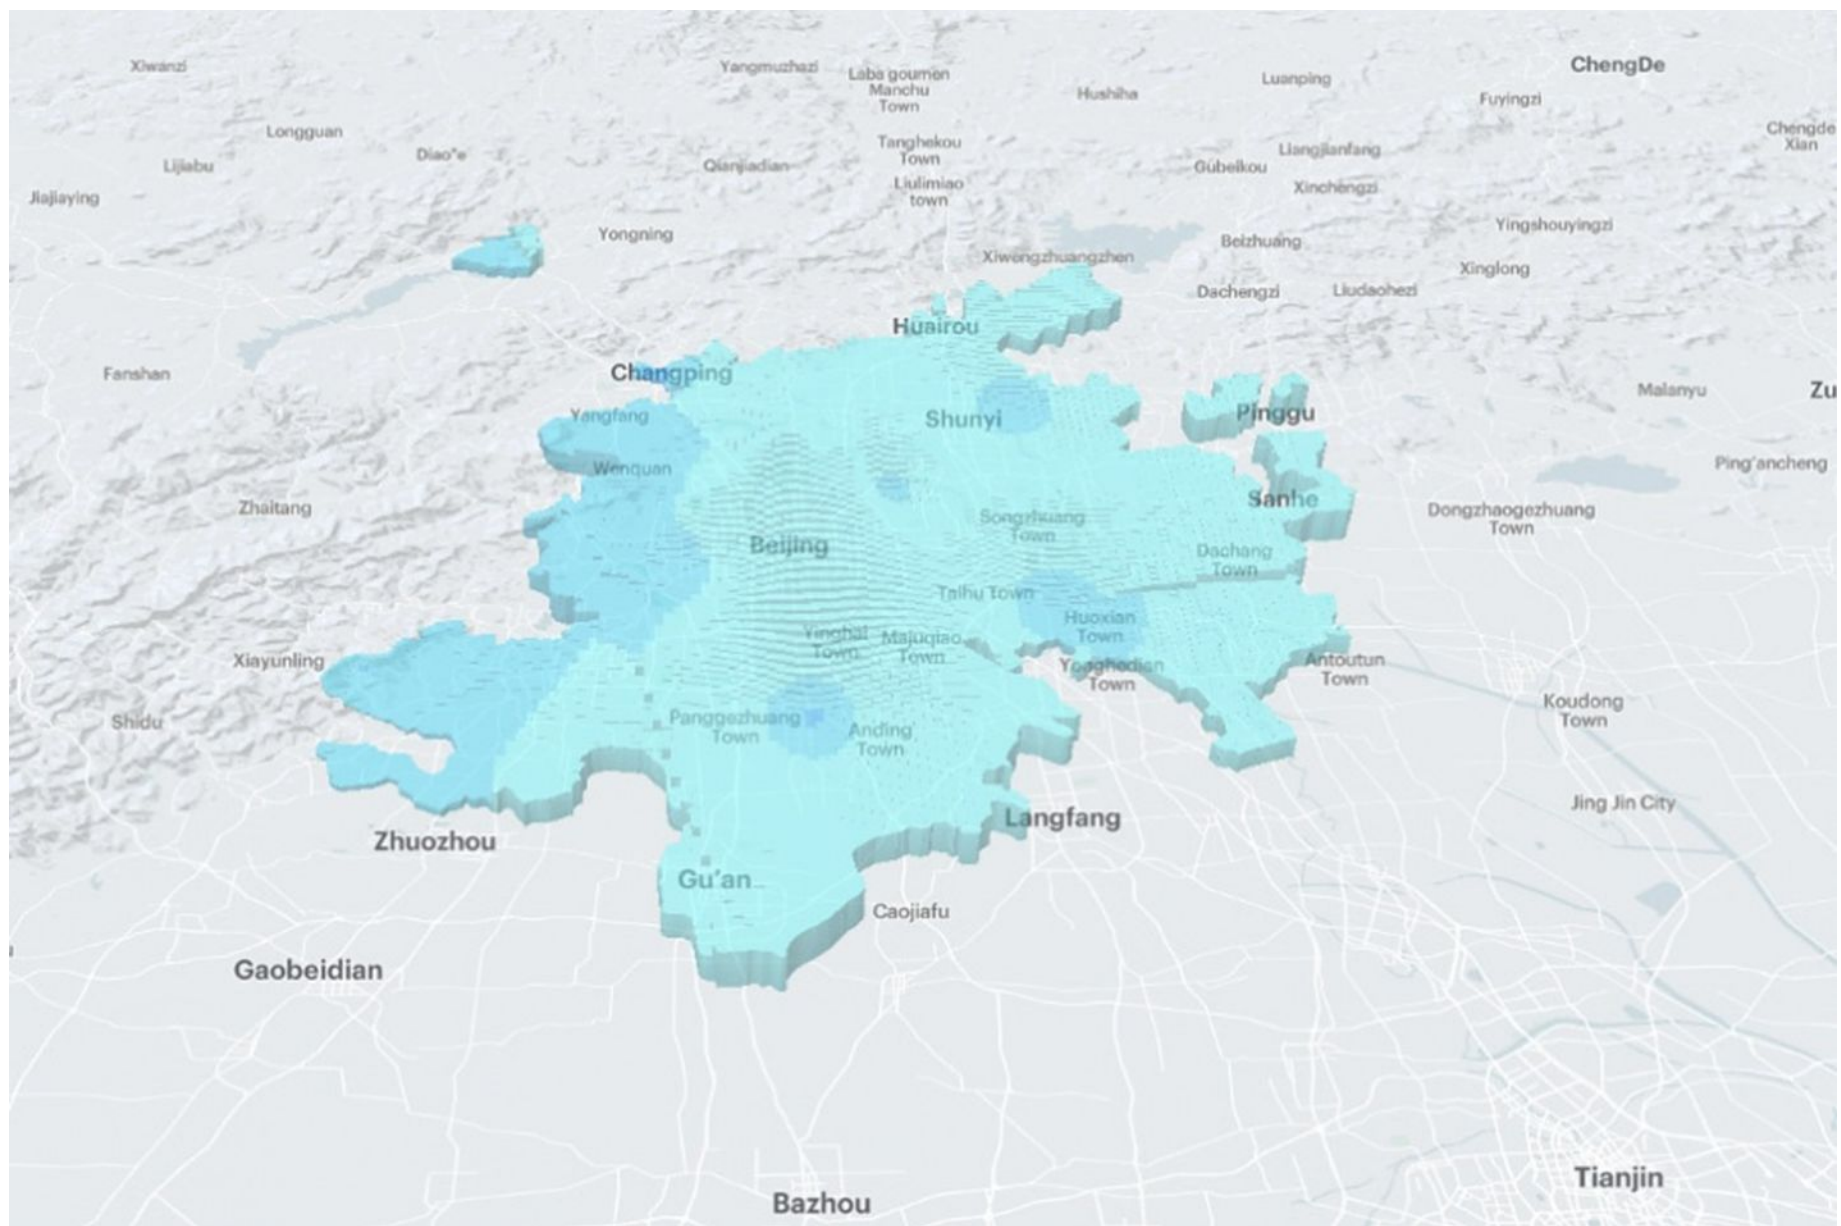 Xiwanzi
Yangmuzhazi
Laba goumen
Manchu
Town
Hushiha
Luanping
ChengDe
Fuyingzi
Longguan
Lijiabu
Diao"e
Qianjiadian
Tanghekou
Town
Liulimiao
town
Gubeikou
Liangjianfang
Xinchengzi
Chengde
Xian
Jiajiaying
Yongning
Xiwengzhuangzhen
Beizhuang
Yingshouyingzi
Xinglong
Dachengzi
Liudaohezi
Huairou
Fanshan
Changping
Yangfang
Shunyi
Pinggu
Malanyu
Zu
Wenquan
Ping'ancheng
Zhaitang
Sanhe
Dongzhaogezhuang
Town
Songzhuang
Town
Beijing
Dachang
Town
Taihu Town
Huoxian
Town
Yinghai
Town
Majuqiao
Town
Xiayunling
Yonghedian
Town
Antoutun
Town
Shidu
Panggezhuang
Town
Anding
Town
Koudong
Town
Jing Jin City
Langfang
Zhuozhou
Gu'an
Caojiafu
Gaobeidian
Tianjin
Bazhou